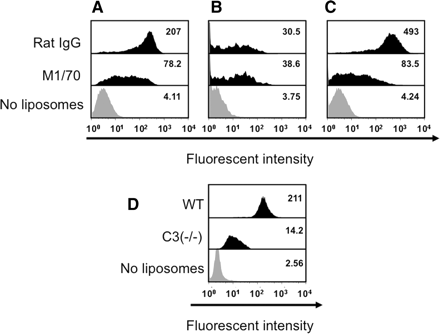 A B C
Rat IgG 207 30.5 493
M1/70 78.2 38.6 83.5
No liposomes 4.11 3.75 4.24
10⁰ 10¹ 10² 10³ 10⁴ 10⁰ 10¹ 10² 10³ 10⁴ 10⁰ 10¹ 10² 10³ 10⁴
Fluorescent intensity Fluorescent intensity
D WT 211
C3(-/-) 14.2
No liposomes 2.56
10⁰ 10¹ 10² 10³ 10⁴
Fluorescent intensity